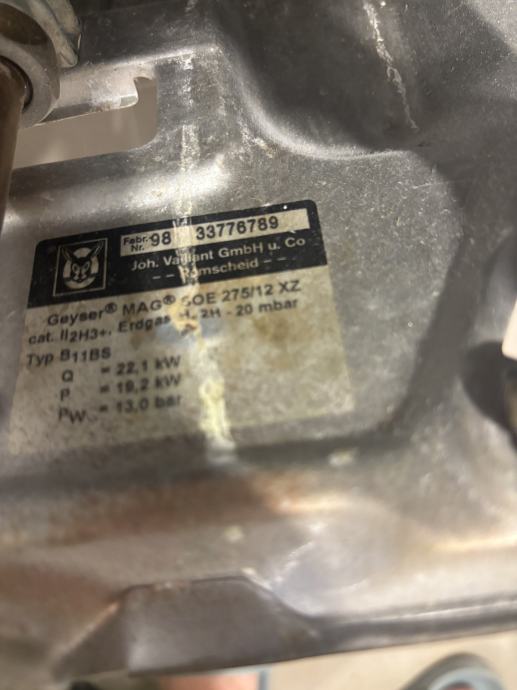 Fabr.- Nr. 98 33776789
Joh. Vaillant GmbH u. Co
-- Remscheid --
Geyser® MAG® SOE 275/12 XZ
cat. II2H3+, Erdgas H, 2H - 20 mbar
Typ B11BS
Q = 22,1 kW
P = 19,2 kW
PW = 13,0 bar